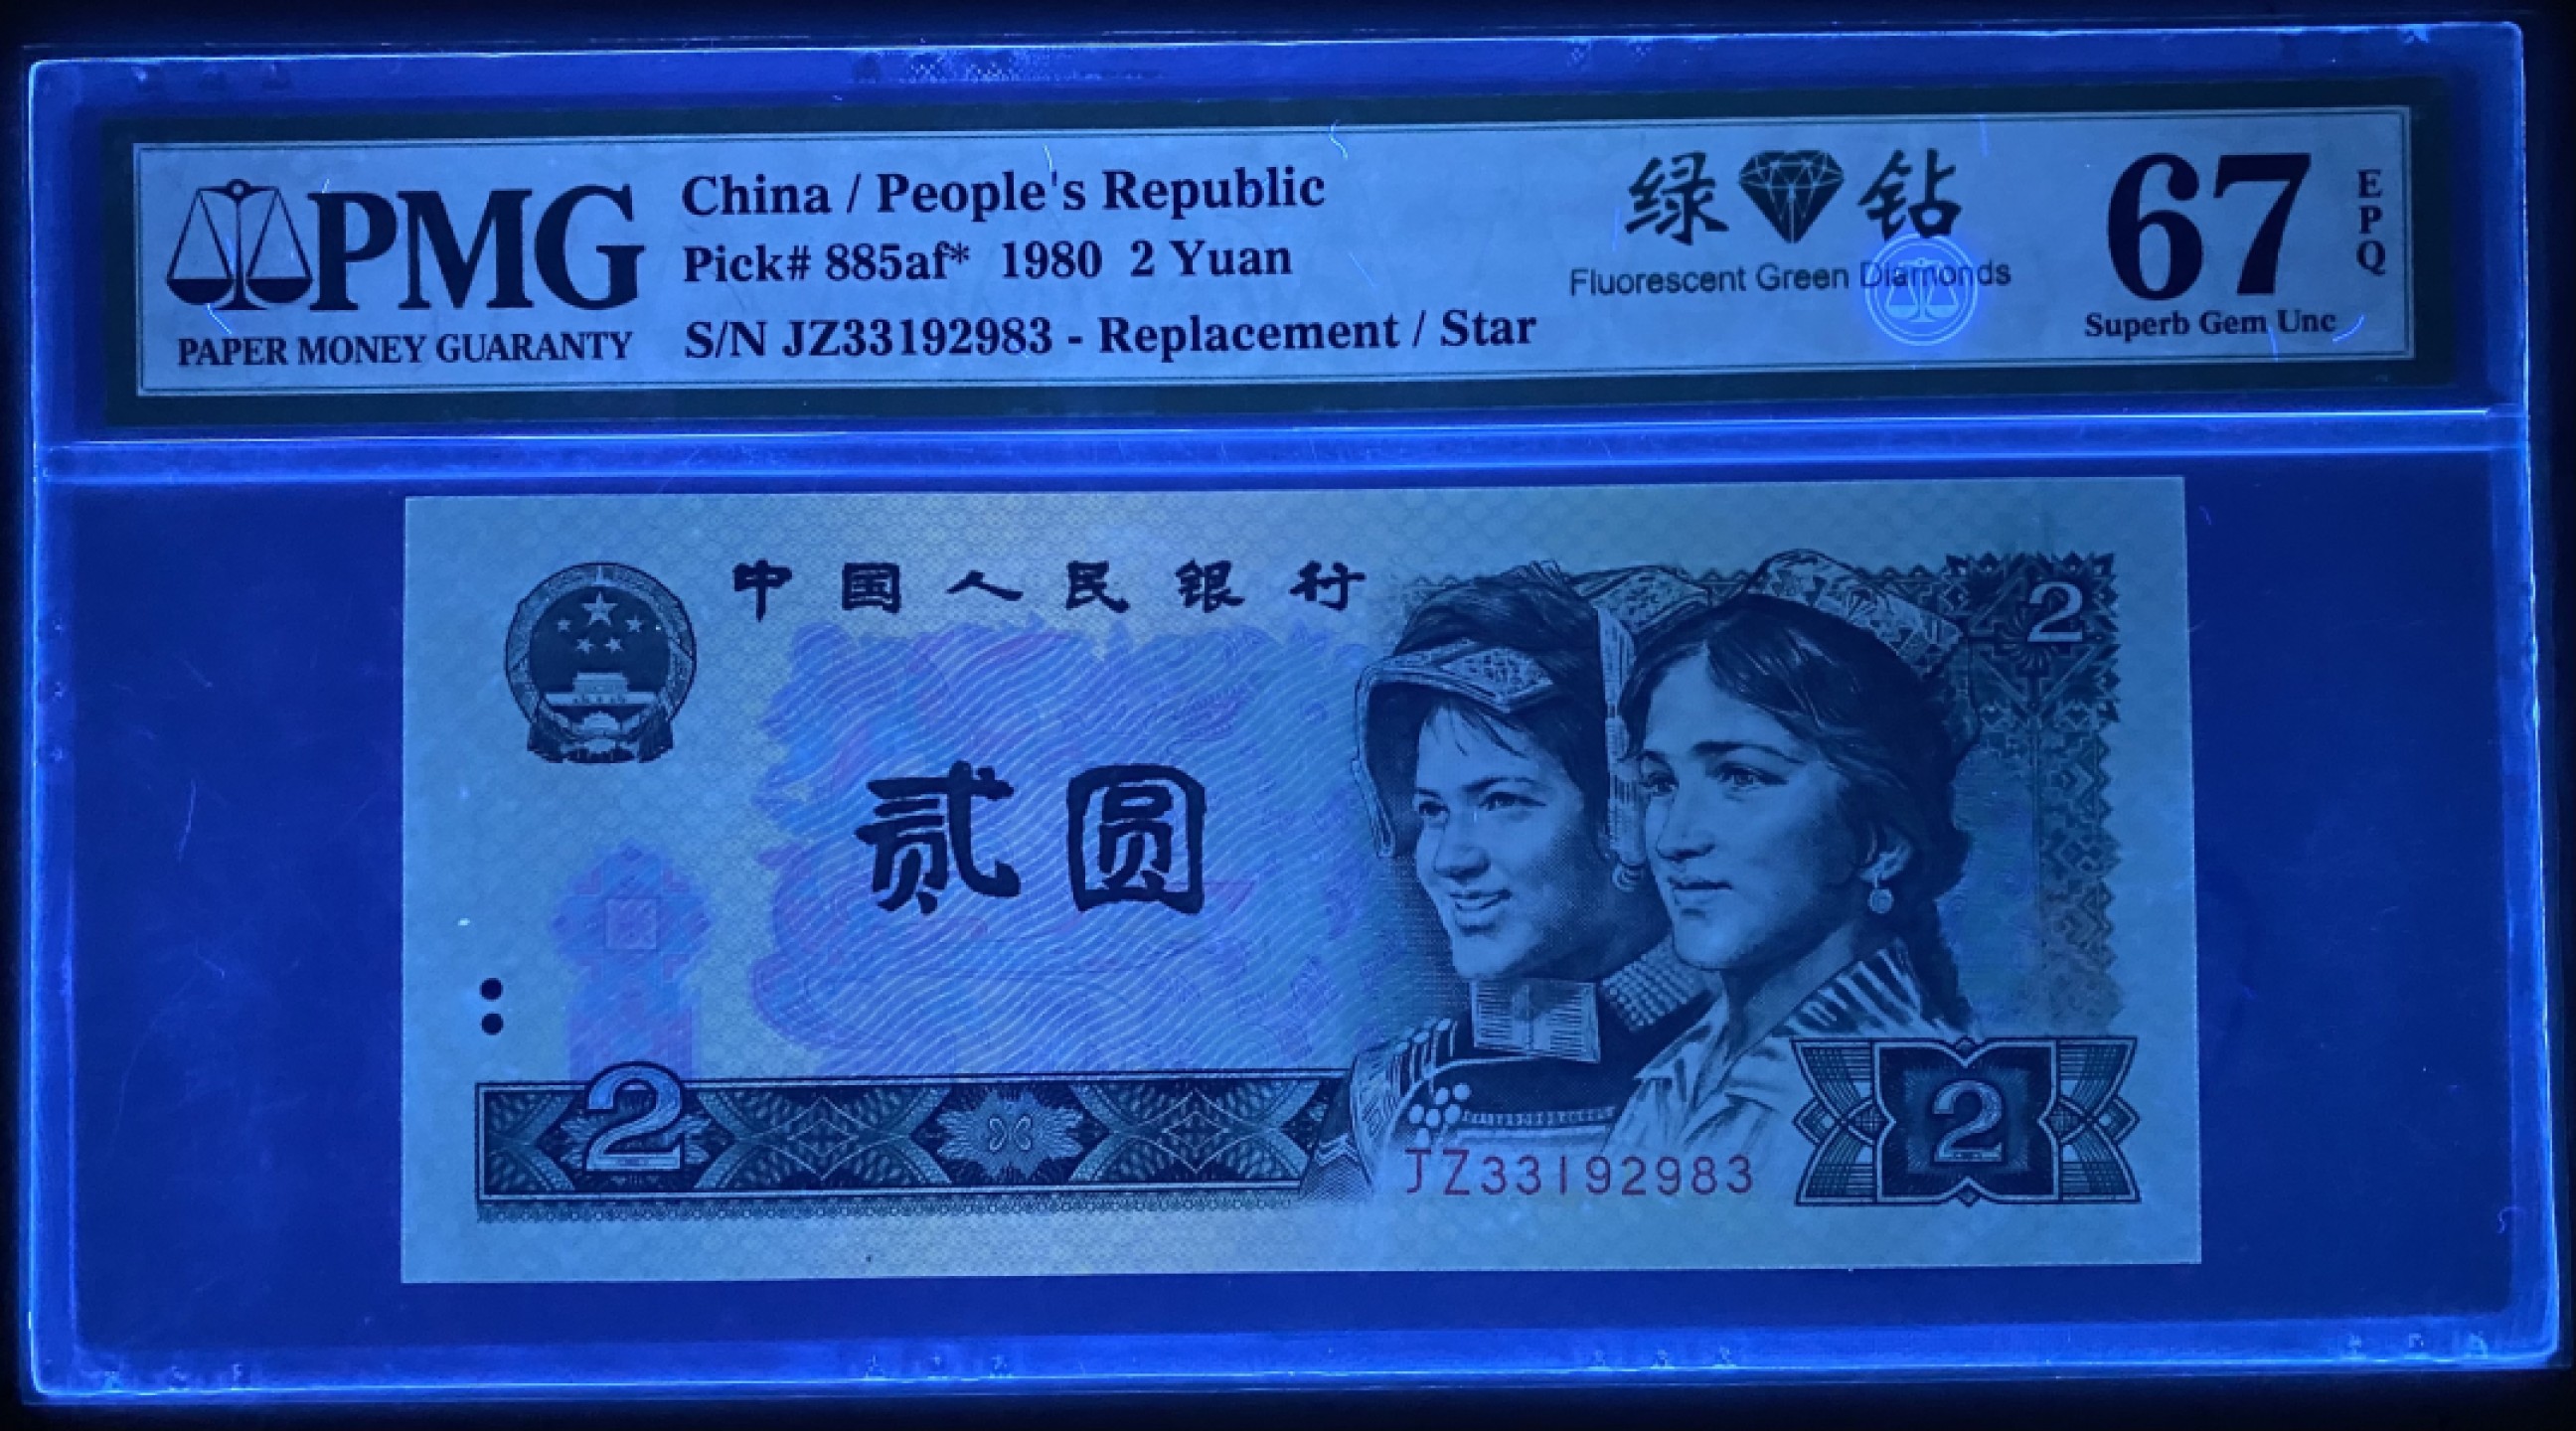 PMG
PAPER MONEY GUARANTY
China / People's Republic
Pick# 885af* 1980 2 Yuan
S/N JZ33192983 - Replacement / Star
绿 钻
Fluorescent Green Diamonds
67
EPQ
Superb Gem Unc
中国人民银行
2
贰圆
2
2
JZ33192983